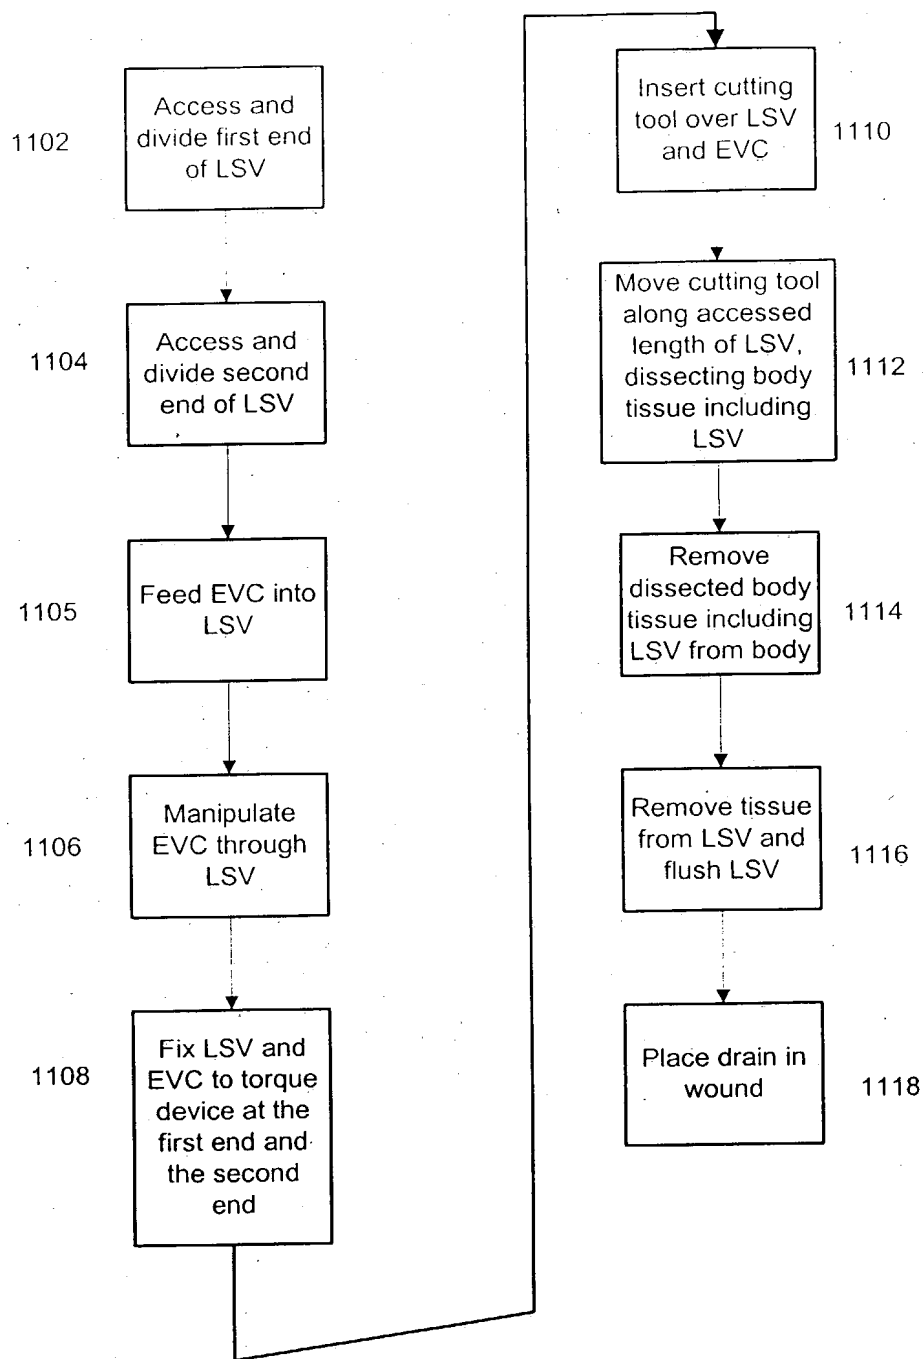 1102
Access and
divide first end
of LSV
1104
Access and
divide second
end of LSV
1105
Feed EVC into
LSV
1106
Manipulate
EVC through
LSV
1108
Fix LSV and
EVC to torque
device at the
first end and
the second
end
Insert cutting
tool over LSV
and EVC
1110
Move cutting tool
along accessed
length of LSV,
dissecting body
tissue including
LSV
1112
Remove
dissected body
tissue including
LSV from body
1114
Remove tissue
from LSV and
flush LSV
1116
Place drain in
wound
1118